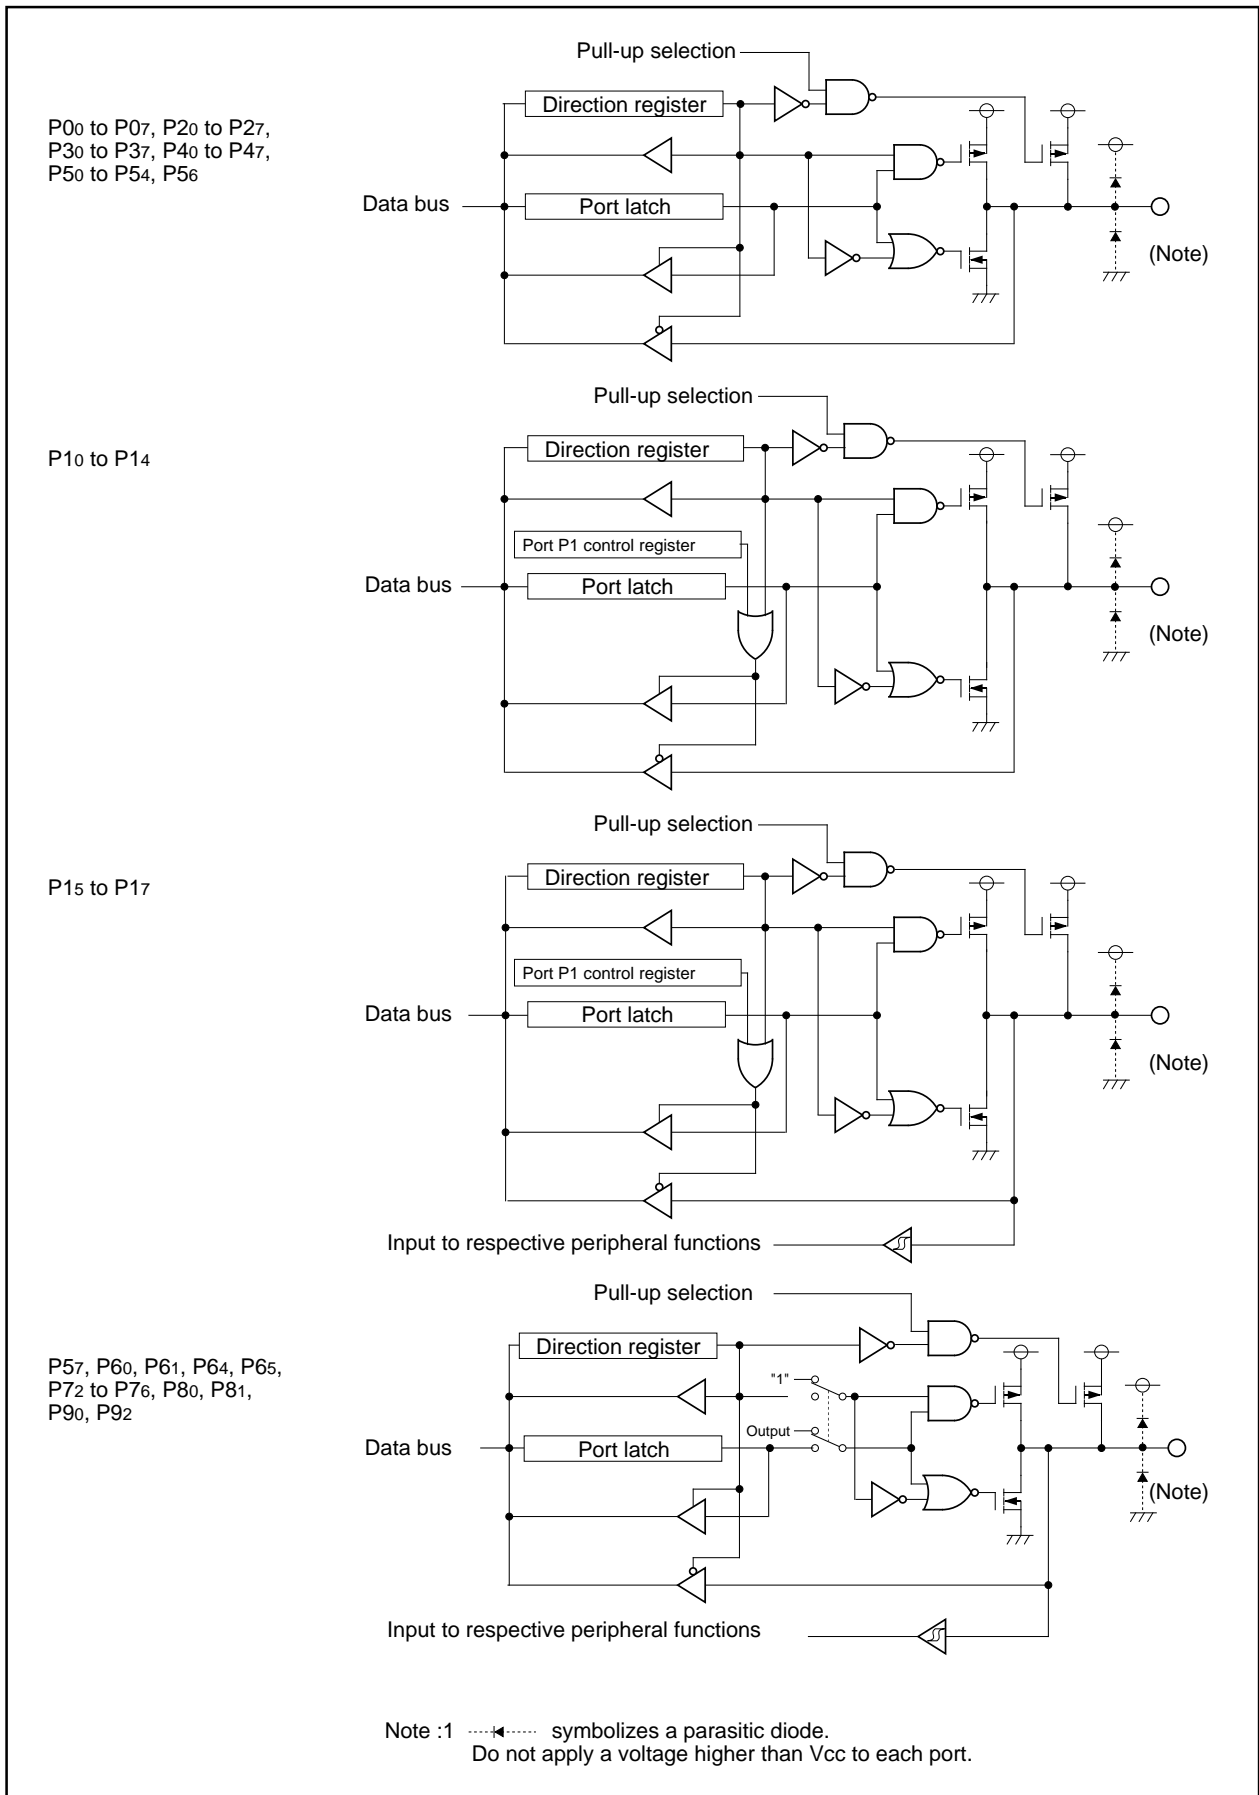 Pull-up selection
Direction register
P00 to P07, P20 to P27,
P30 to P37, P40 to P47,
P50 to P54, P56
Data bus
Port latch
(Note)
Pull-up selection
Direction register
P10 to P14
Port P1 control register
Data bus
Port latch
(Note)
Pull-up selection
Direction register
P15 to P17
Port P1 control register
Data bus
Port latch
(Note)
Input to respective peripheral functions
Pull-up selection
Direction register
P57, P60, P61, P64, P65,
P72 to P76, P80, P81,
P90, P92
"1"
Output
Data bus
Port latch
(Note)
Input to respective peripheral functions
Note :1 symbolizes a parasitic diode.
Do not apply a voltage higher than Vcc to each port.